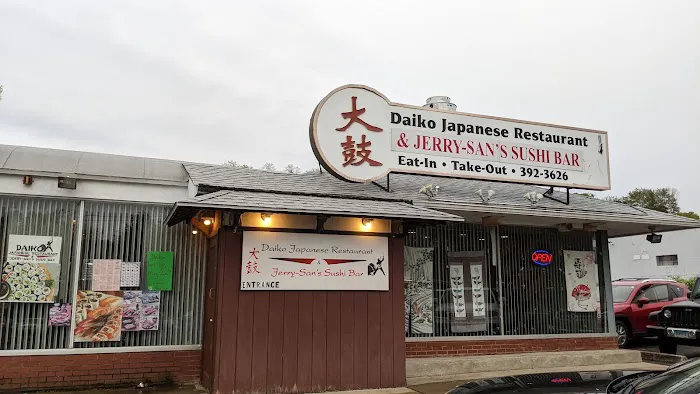 大
鼓
Daiko Japanese Restaurant
& JERRY-SAN'S SUSHI BAR
Eat-In • Take-Out • 392-3626
大
鼓
Daiko Japanese Restaurant
Jerry-San's Sushi Bar
ENTRANCE
DAIKO
OPEN